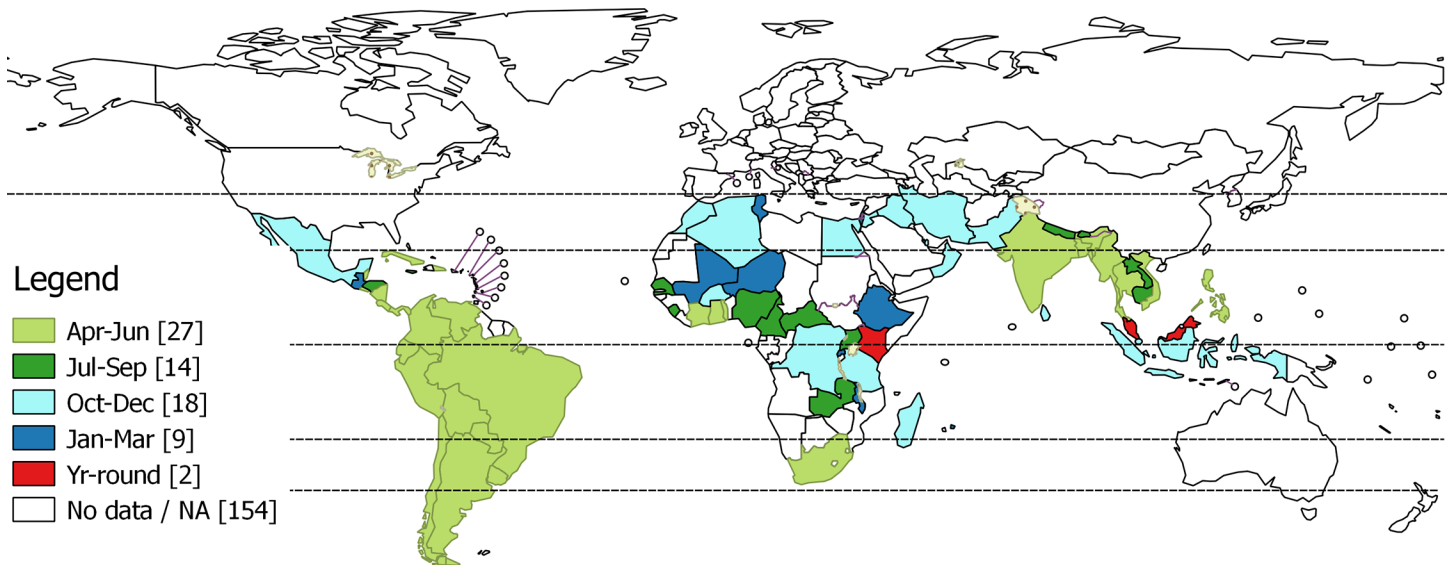 Legend
Apr-Jun [27]
Jul-Sep [14]
Oct-Dec [18]
Jan-Mar [9]
Yr-round [2]
No data / NA [154]